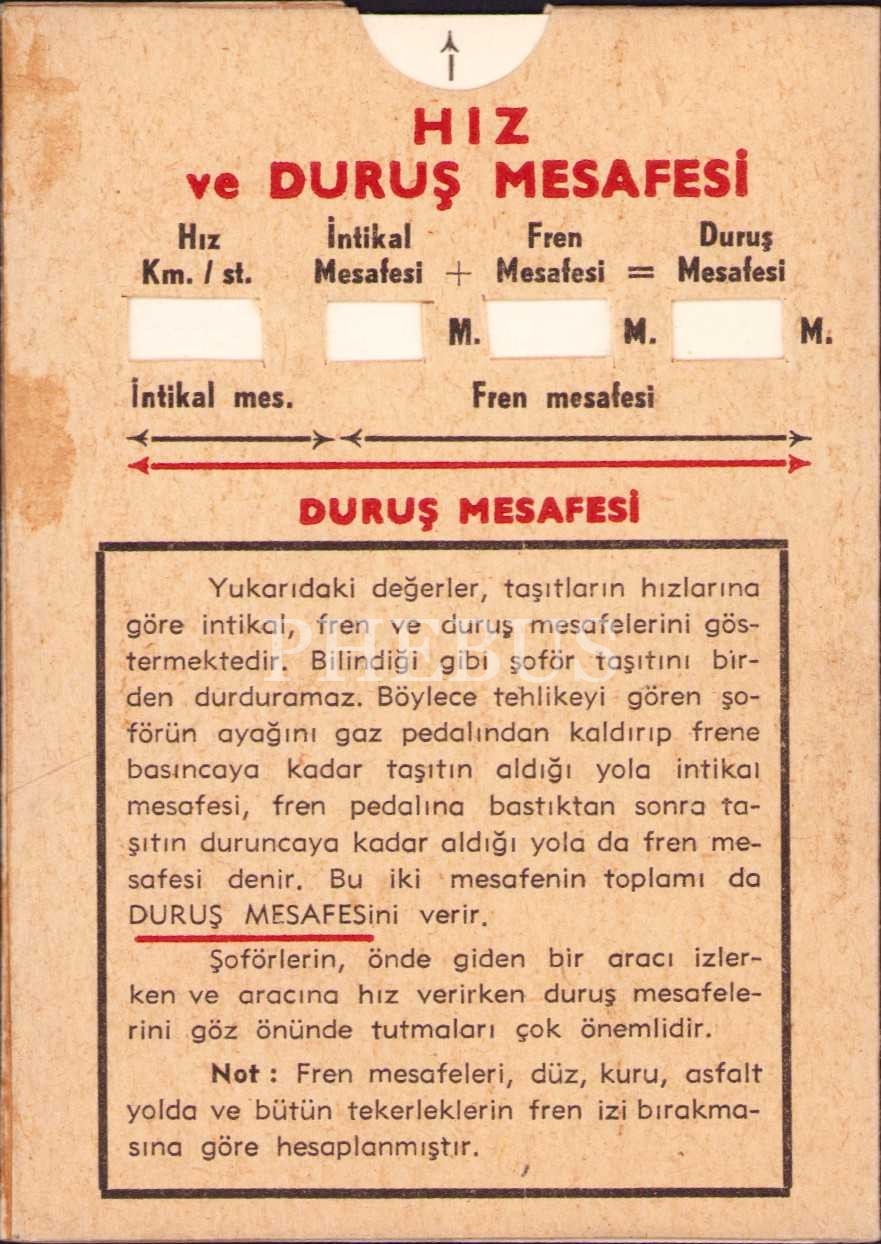 HIZ
ve DURUŞ MESAFESİ
Hız İntikal Fren Duruş
Km. / st. Mesafesi + Mesafesi = Mesafesi
M. M. M.
İntikal mes. Fren mesafesi
DURUŞ MESAFESİ
Yukarıdaki değerler, taşıtların hızlarına
göre intikal, fren ve duruş mesafelerini gös-
termektedir. Bilindiği gibi şoför taşıtını bir-
den durduramaz. Böylece tehlikeyi gören şo-
förün ayağını gaz pedalından kaldırıp frene
basıncaya kadar taşıtın aldığı yola intikal
mesafesi, fren pedalına bastıktan sonra ta-
şıtın duruncaya kadar aldığı yola da fren me-
safesi denir. Bu iki mesafenin toplamı da
DURUŞ MESAFESini verir.
Şoförlerin, önde giden bir aracı izler-
ken ve aracına hız verirken duruş mesafele-
rini göz önünde tutmaları çok önemlidir.
Not : Fren mesafeleri, düz, kuru, asfalt
yolda ve bütün tekerleklerin fren izi bırakma-
sına göre hesaplanmıştır.
PHEBUS